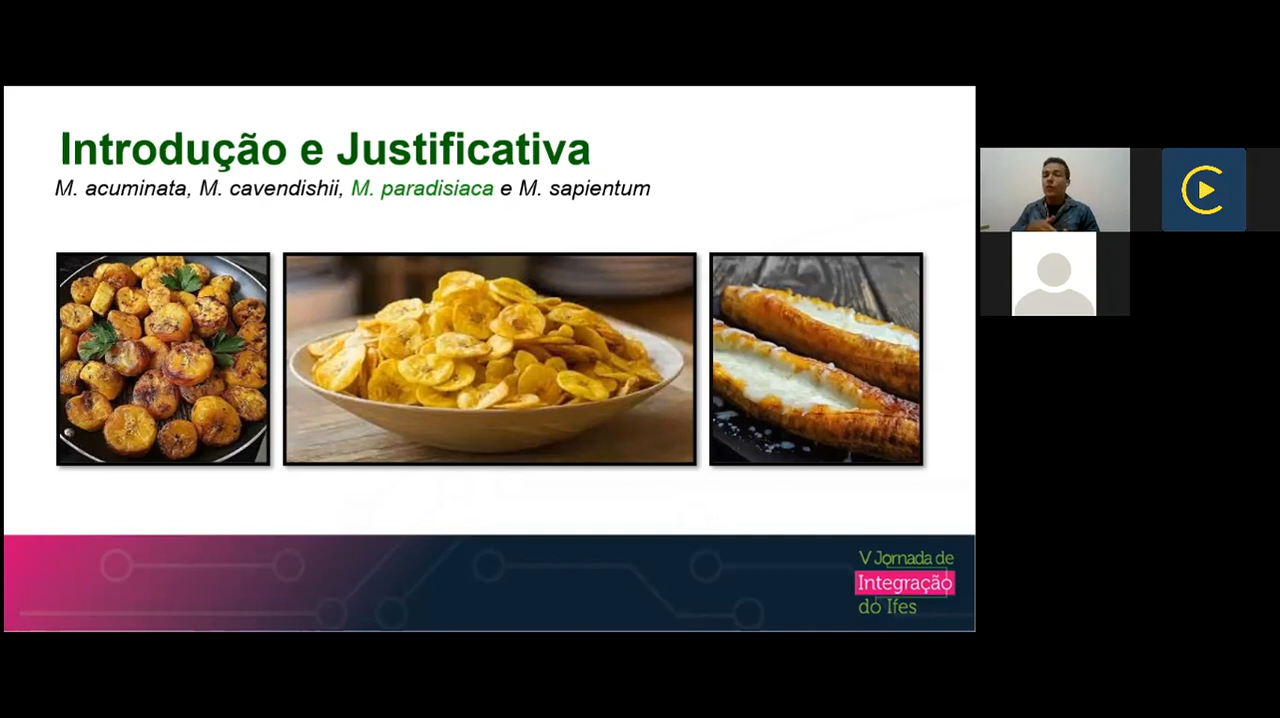 Introdução e Justificativa
M. acuminata, M. cavendishii, M. paradisiaca e M. sapientum
V Jornada de
Integração
do Ifes